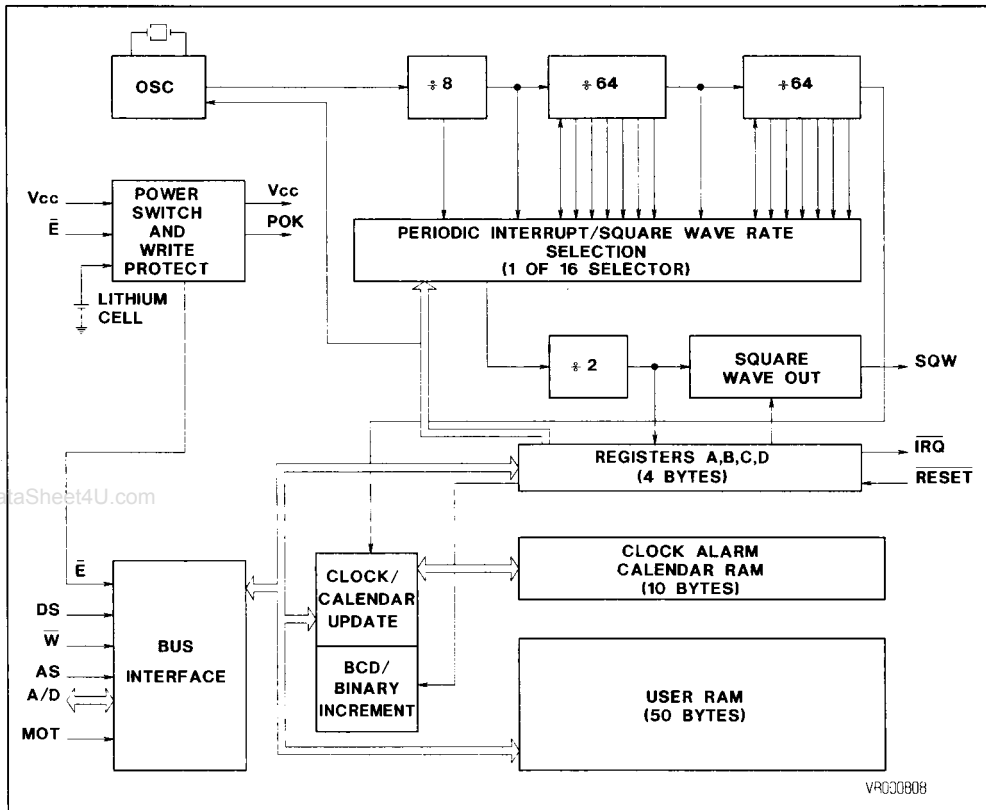 OSC
÷ 8
÷ 64
÷ 64
Vcc
Ē
POWER
SWITCH
AND
WRITE
PROTECT
Vcc
POK
LITHIUM
CELL
PERIODIC INTERRUPT/SQUARE WAVE RATE
SELECTION
(1 OF 16 SELECTOR)
÷ 2
SQUARE
WAVE OUT
SQW
REGISTERS A,B,C,D
(4 BYTES)
I̅R̅Q̅
R̅E̅S̅E̅T̅
ataSheet4U.com
Ē
DS
W̅
AS
A/D
MOT
BUS
INTERFACE
CLOCK/
CALENDAR
UPDATE
BCD/
BINARY
INCREMENT
CLOCK ALARM
CALENDAR RAM
(10 BYTES)
USER RAM
(50 BYTES)
VR000808